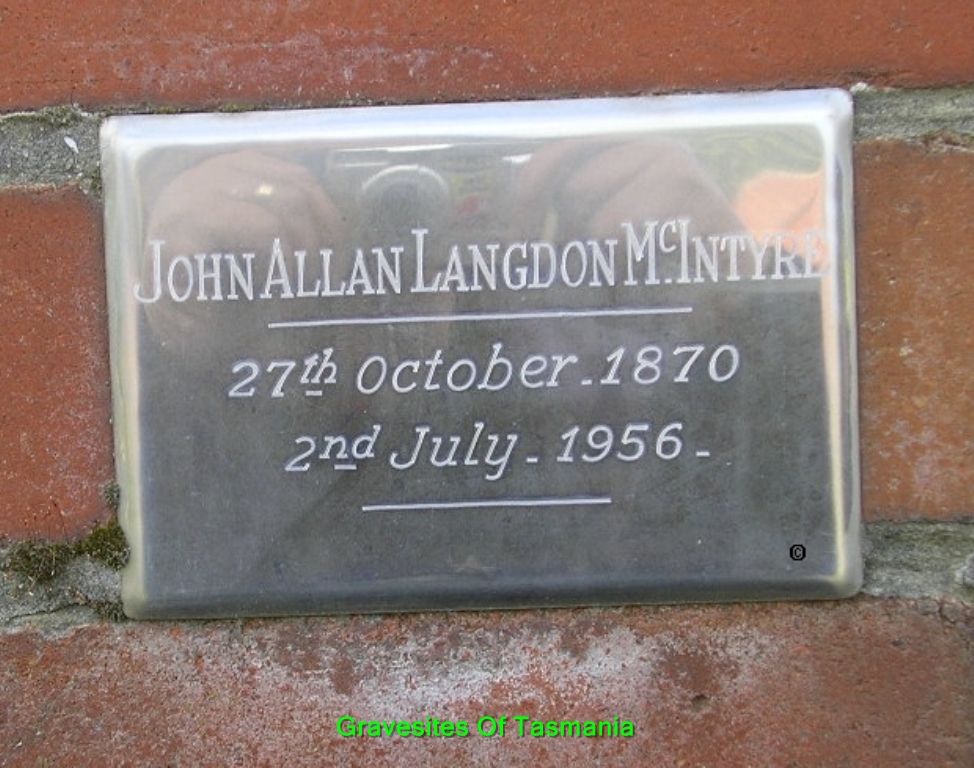 JOHN ALLAN LANGDON McINTYRE
27th October - 1870
2nd July - 1956 -
©
Gravesites Of Tasmania